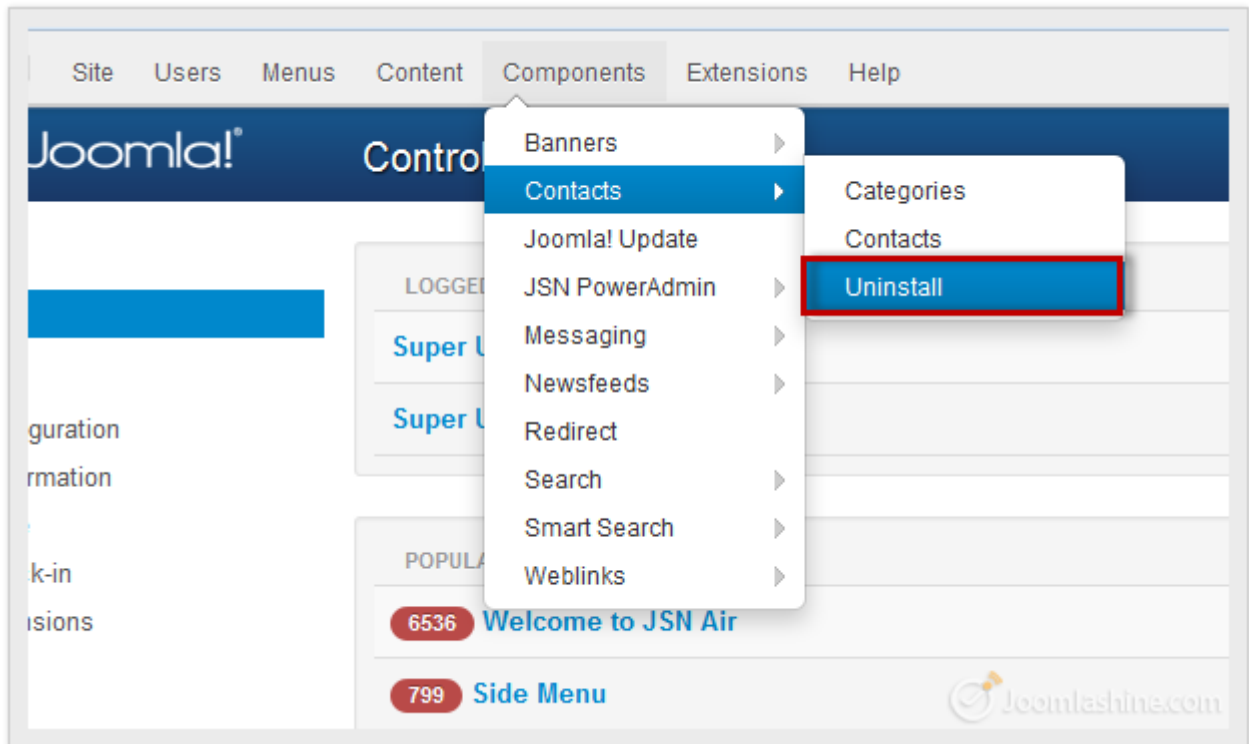 Site Users Menus Content Components Extensions Help
Joomla!®
Contro
Banners
Contacts
Joomla! Update
JSN PowerAdmin
Messaging
Newsfeeds
Redirect
Search
Smart Search
Weblinks
Categories
Contacts
Uninstall
LOGGE
Super U
Super U
guration
rmation
k-in
nsions
POPULA
6536 Welcome to JSN Air
799 Side Menu
Joomlashine.com